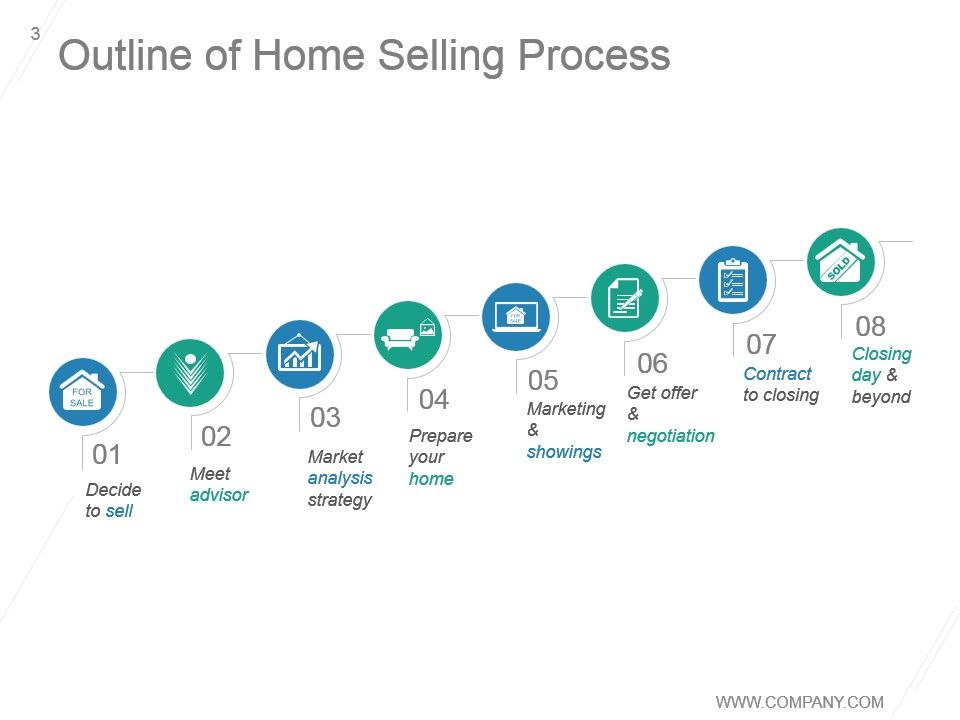 3
Outline of Home Selling Process
FOR
SALE
01
Decide
to sell
02
Meet
advisor
03
Market
analysis
strategy
04
Prepare
your
home
FOR
SALE
05
Marketing
&
showings
06
Get offer
&
negotiation
07
Contract
to closing
SOLD
08
Closing
day &
beyond
WWW.COMPANY.COM